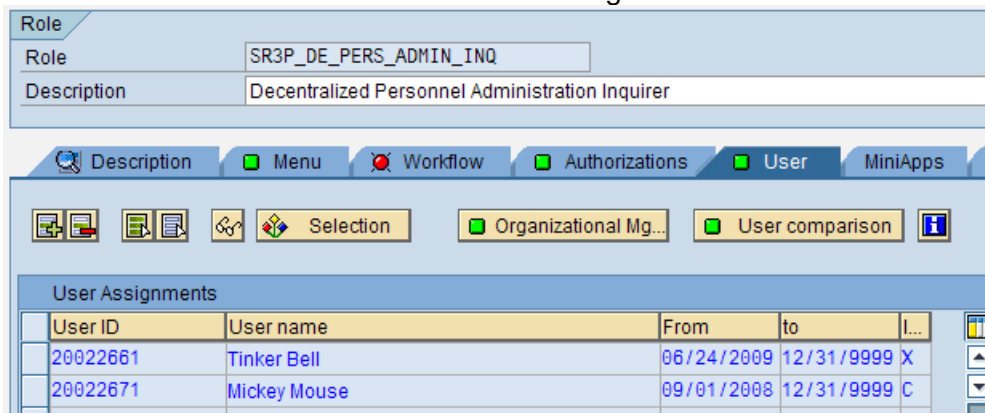 Role
Role SR3P_DE_PERS_ADMIN_INQ
Description Decentralized Personnel Administration Inquirer
Description Menu Workflow Authorizations User MiniApps
Selection Organizational Mg... User comparison
User Assignments
User ID User name From to I...
20022661 Tinker Bell 06/24/2009 12/31/9999 X
20022671 Mickey Mouse 09/01/2008 12/31/9999 C